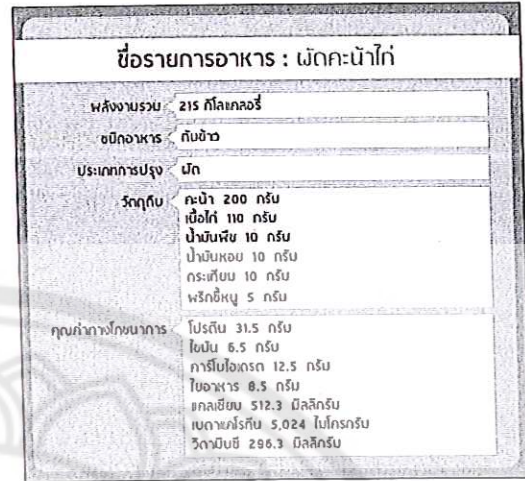 ชื่อรายการอาหาร : ผัดคะน้าไก่
พลังงานรวม 215 กิโลแคลอรี่
ชนิดอาหาร กับข้าว
ประเภทการปรุง ผัด
วัตถุดิบ คะน้า 200 กรัม
เนื้อไก่ 110 กรัม
น้ำมันพืช 10 กรัม
น้ำมันหอย 10 กรัม
กระเทียม 10 กรัม
พริกขี้หนู 5 กรัม
คุณค่าทางโภชนาการ โปรตีน 31.5 กรัม
ไขมัน 6.5 กรัม
คาร์โบไฮเดรต 12.5 กรัม
ใยอาหาร 8.5 กรัม
แคลเซียม 512.3 มิลลิกรัม
เบตาแคโรทีน 5,024 ไมโครกรัม
วิตามินซี 296.3 มิลลิกรัม